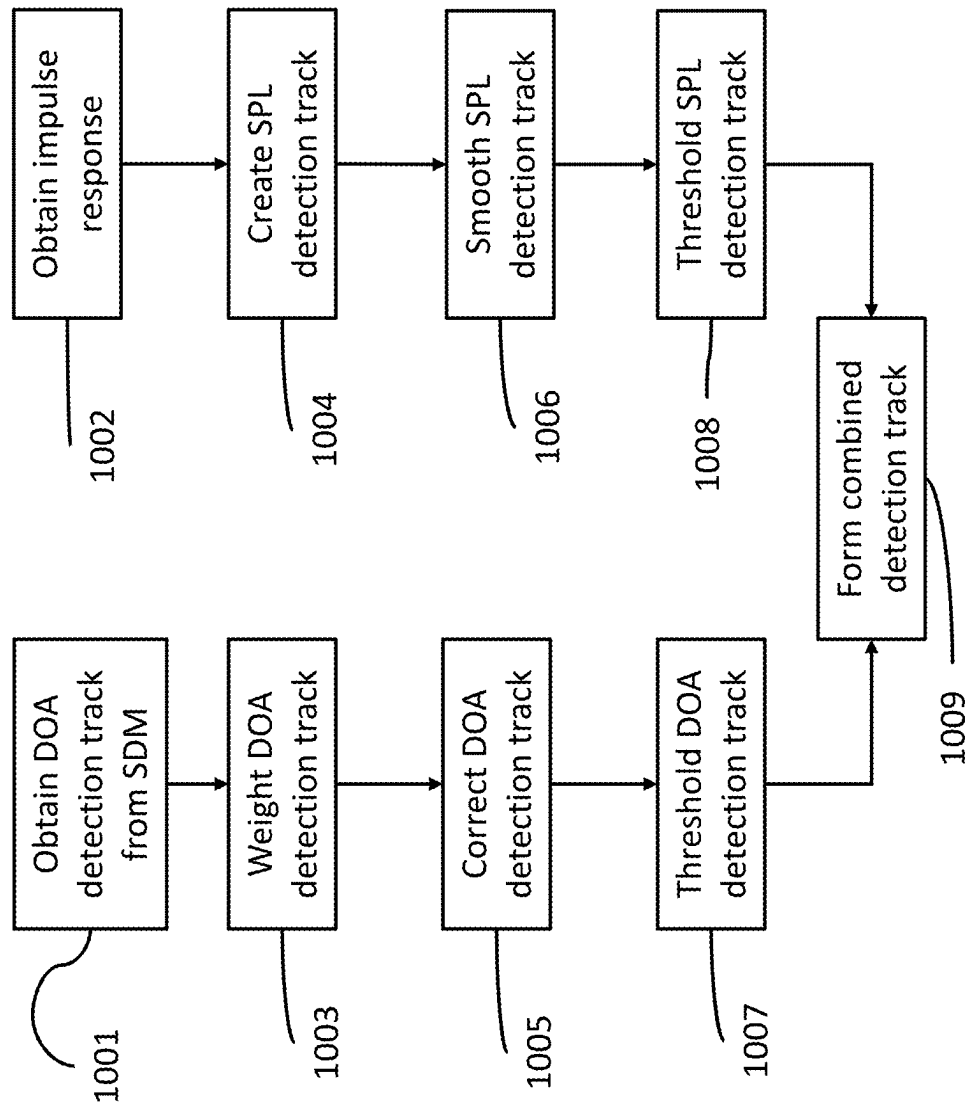 1001
Obtain DOA
detection track
from SDM
1003
Weight DOA
detection track
1005
Correct DOA
detection track
1007
Threshold DOA
detection track
1002
Obtain impulse
response
1004
Create SPL
detection track
1006
Smooth SPL
detection track
1008
Threshold SPL
detection track
Form combined
detection track
1009